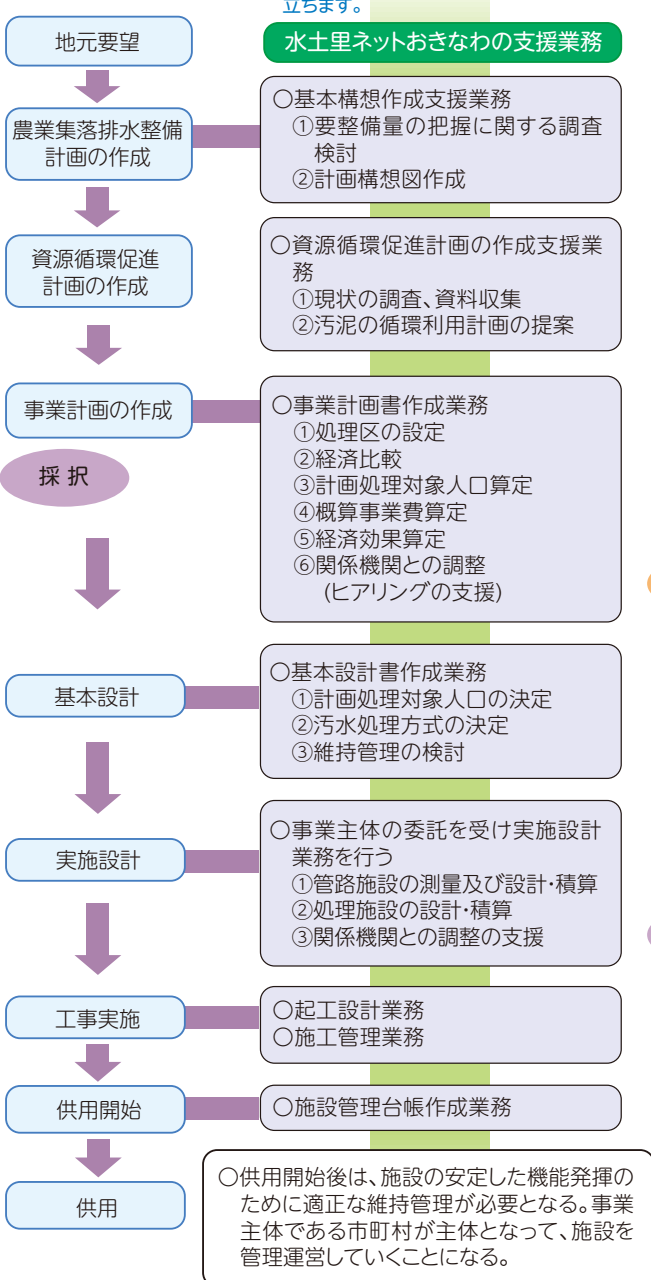 立ちます。
地元要望
水土里ネットおきなわの支援業務
農業集落排水整備
計画の作成
〇基本構想作成支援業務
①要整備量の把握に関する調査
検討
②計画構想図作成
資源循環促進
計画の作成
〇資源循環促進計画の作成支援業
務
①現状の調査、資料収集
②汚泥の循環利用計画の提案
事業計画の作成
〇事業計画書作成業務
①処理区の設定
②経済比較
③計画処理対象人口算定
④概算事業費算定
⑤経済効果算定
⑥関係機関との調整
(ヒアリングの支援)
採 択
基本設計
〇基本設計書作成業務
①計画処理対象人口の決定
②汚水処理方式の決定
③維持管理の検討
実施設計
〇事業主体の委託を受け実施設計
業務を行う
①管路施設の測量及び設計・積算
②処理施設の設計・積算
③関係機関との調整の支援
工事実施
〇起工設計業務
〇施工管理業務
供用開始
〇施設管理台帳作成業務
供用
〇供用開始後は、施設の安定した機能発揮の
ために適正な維持管理が必要となる。事業
主体である市町村が主体となって、施設を
管理運営していくことになる。